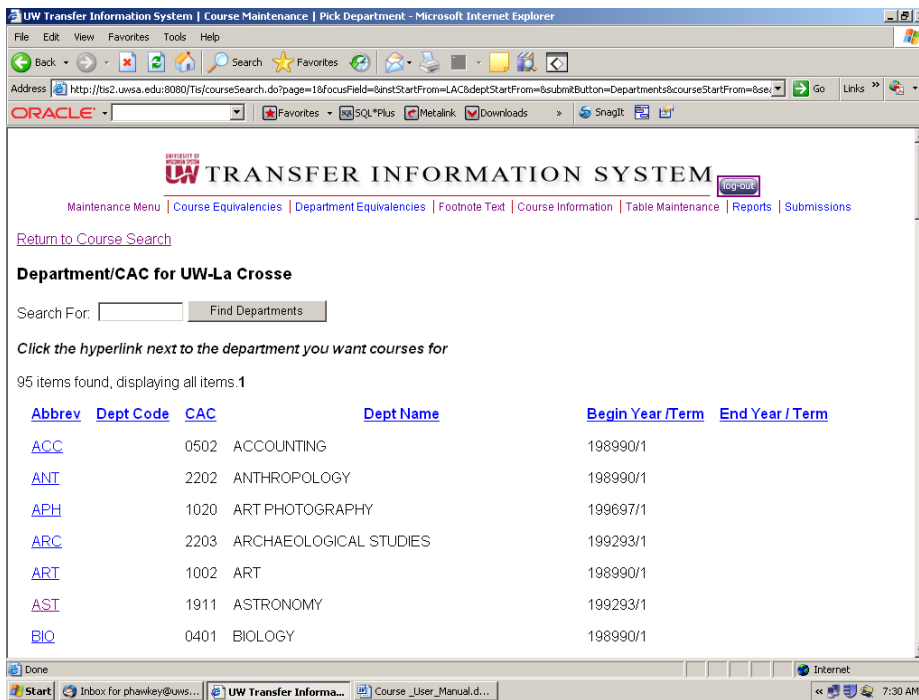 UW Transfer Information System | Course Maintenance | Pick Department - Microsoft Internet Explorer
File Edit View Favorites Tools Help
Back Search Favorites
Address http://tis2.uwsa.edu:8080/Tis/courseSearch.do?page=1&focusField=&instStartFrom=LAC&deptStartFrom=&submitButton=Departments&courseStartFrom=&sea Go Links »
ORACLE Favorites SQL*Plus Metalink Downloads » SnagIt
UNIVERSITY OF WISCONSIN SYSTEM
UW TRANSFER INFORMATION SYSTEM log-out
Maintenance Menu | Course Equivalencies | Department Equivalencies | Footnote Text | Course Information | Table Maintenance | Reports | Submissions
Return to Course Search
Department/CAC for UW-La Crosse
Search For: Find Departments
Click the hyperlink next to the department you want courses for
95 items found, displaying all items.1
Abbrev Dept Code CAC Dept Name Begin Year /Term End Year / Term
ACC 0502 ACCOUNTING 198990/1
ANT 2202 ANTHROPOLOGY 198990/1
APH 1020 ART PHOTOGRAPHY 199697/1
ARC 2203 ARCHAEOLOGICAL STUDIES 199293/1
ART 1002 ART 198990/1
AST 1911 ASTRONOMY 199293/1
BIO 0401 BIOLOGY 198990/1
Done Internet
Start Inbox for phawkey@uws... UW Transfer Informa... Course _User_Manual.d... « 7:30 AM